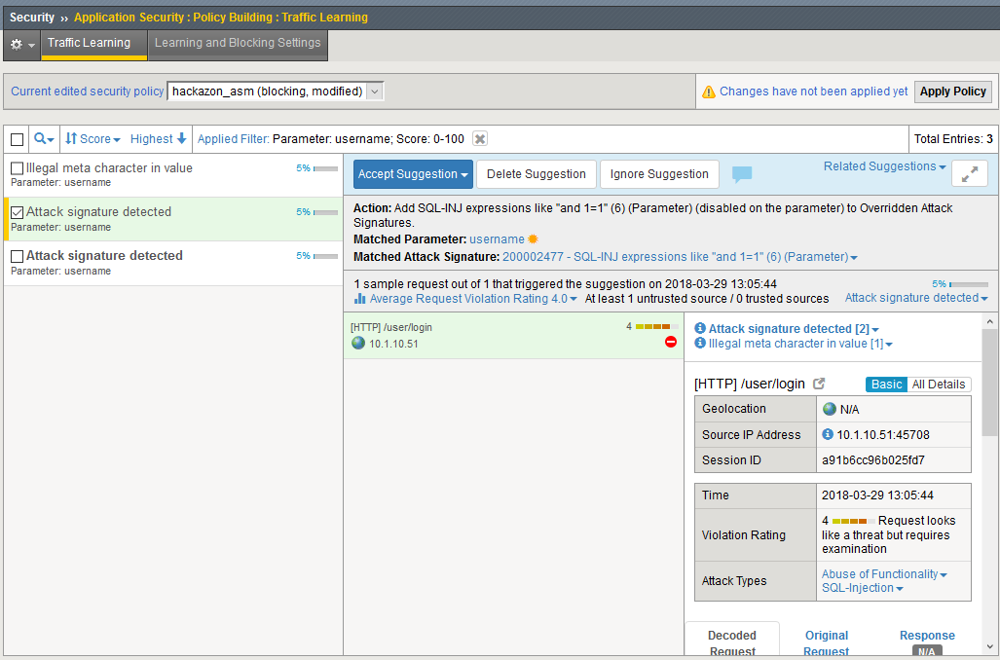 Security ›› Application Security : Policy Building : Traffic Learning
Traffic Learning
Learning and Blocking Settings
Current edited security policy hackazon_asm (blocking, modified)
Changes have not been applied yet Apply Policy
Score Highest Applied Filter: Parameter: username; Score: 0-100
Total Entries: 3
Illegal meta character in value 5%
Parameter: username
Attack signature detected 5%
Parameter: username
Attack signature detected 5%
Parameter: username
Accept Suggestion Delete Suggestion Ignore Suggestion
Related Suggestions
Action: Add SQL-INJ expressions like "and 1=1" (6) (Parameter) (disabled on the parameter) to Overridden Attack
Signatures.
Matched Parameter: username
Matched Attack Signature: 200002477 - SQL-INJ expressions like "and 1=1" (6) (Parameter)
1 sample request out of 1 that triggered the suggestion on 2018-03-29 13:05:44
5%
Average Request Violation Rating 4.0 At least 1 untrusted source / 0 trusted sources
Attack signature detected
[HTTP] /user/login 4
10.1.10.51
Attack signature detected [2]
Illegal meta character in value [1]
[HTTP] /user/login
Basic All Details
Geolocation N/A
Source IP Address 10.1.10.51:45708
Session ID a91b6cc96b025fd7
Time 2018-03-29 13:05:44
Violation Rating 4 Request looks
like a threat but requires
examination
Attack Types Abuse of Functionality
SQL-Injection
Decoded
Request
Original
Request
Response
N/A